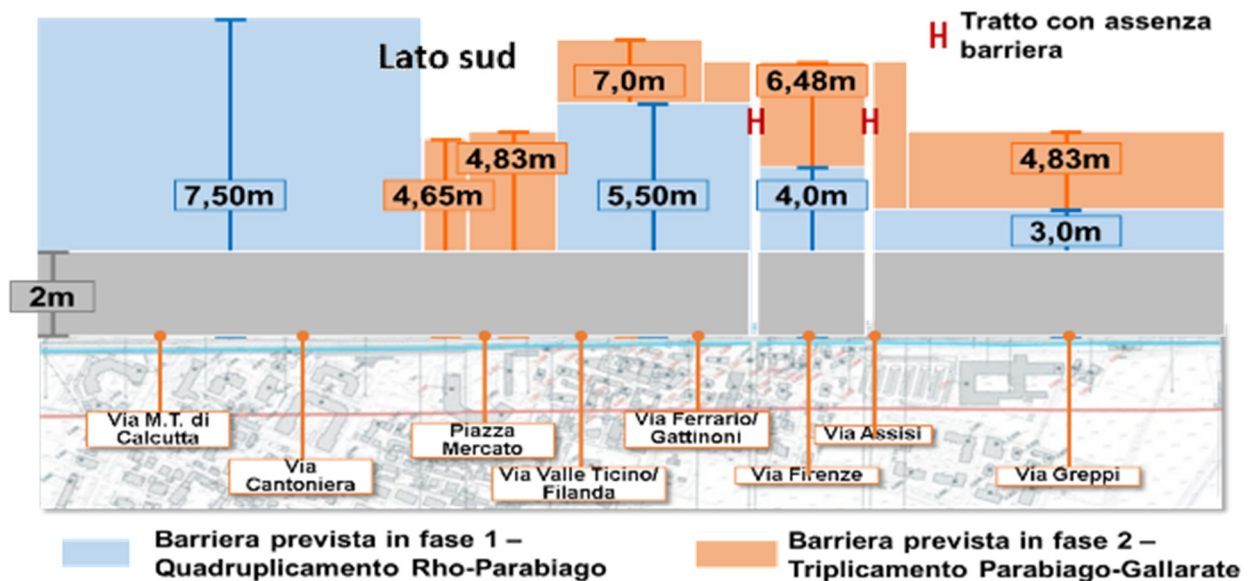 Lato sud
H Tratto con assenza
barriera
7,0m
6,48m
4,83m
4,83m
7,50m
4,65m
5,50m
4,0m
3,0m
H
H
2m
Via M.T. di
Calcutta
Via
Cantoniera
Piazza
Mercato
Via Valle Ticino/
Filanda
Via Ferrario/
Gattinoni
Via Firenze
Via Assisi
Via Greppi
Barriera prevista in fase 1 –
Quadruplicamento Rho-Parabiago
Barriera prevista in fase 2 –
Triplicamento Parabiago-Gallarate